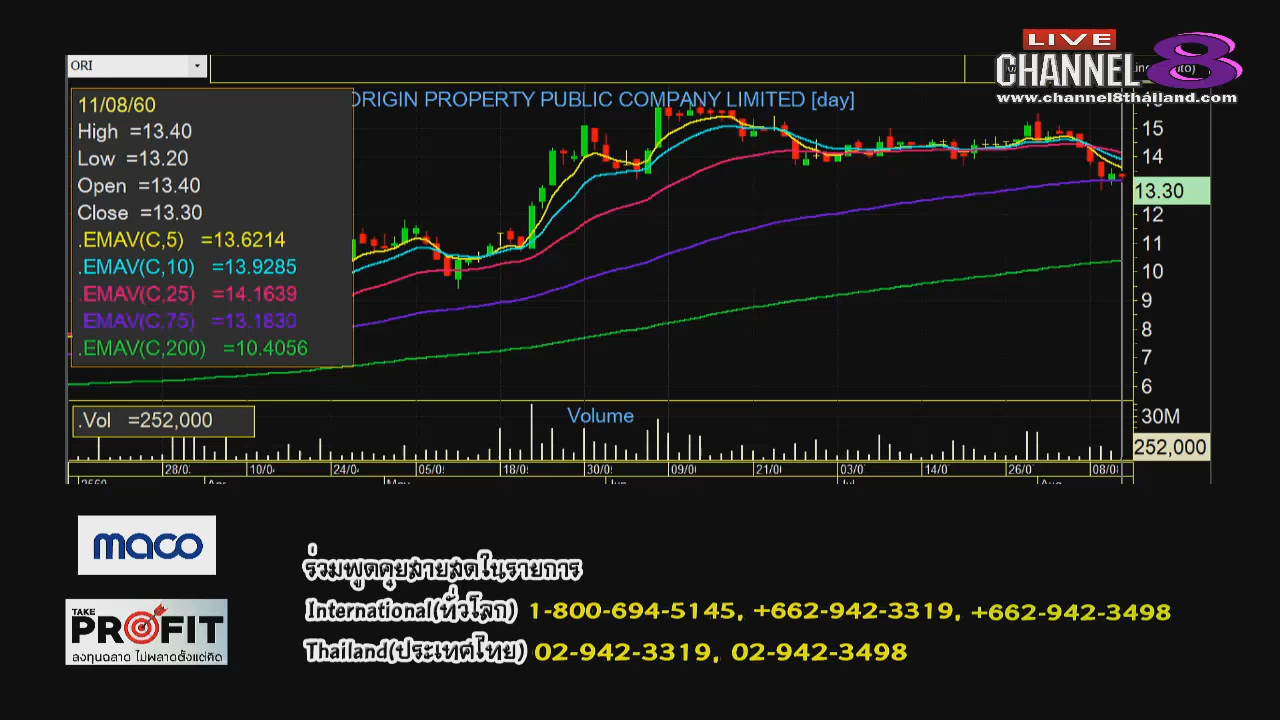 LIVE
CHANNEL 8
www.channel8thailand.com
ORI
ORIGIN PROPERTY PUBLIC COMPANY LIMITED [day]
11/08/60
High =13.40
Low =13.20
Open =13.40
Close =13.30
.EMAV(C,5) =13.6214
.EMAV(C,10) =13.9285
.EMAV(C,25) =14.1639
.EMAV(C,75) =13.1830
.EMAV(C,200) =10.4056
15
14
13.30
12
11
10
9
8
7
6
.Vol =252,000
Volume
30M
252,000
28/0 10/0 24/0 05/0 18/0 30/0 09/0 21/0 03/0 14/0 26/0 08/0
maco
TAKE
PROFIT
ลงทุนฉลาด ไม่พลาดตั้งแต่คิด
ร่วมพูดคุยสายสดในรายการ
International(ทั่วโลก) 1-800-694-5145, +662-942-3319, +662-942-3498
Thailand(ประเทศไทย) 02-942-3319, 02-942-3498